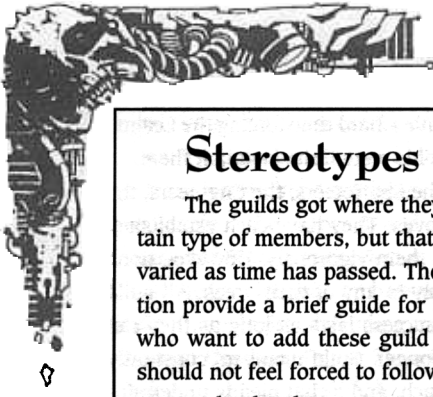 Stereotypes
The guilds got where they
tain type of members, but that
varied as time has passed. The
tion provide a brief guide for
who want to add these guild
should not feel forced to follow